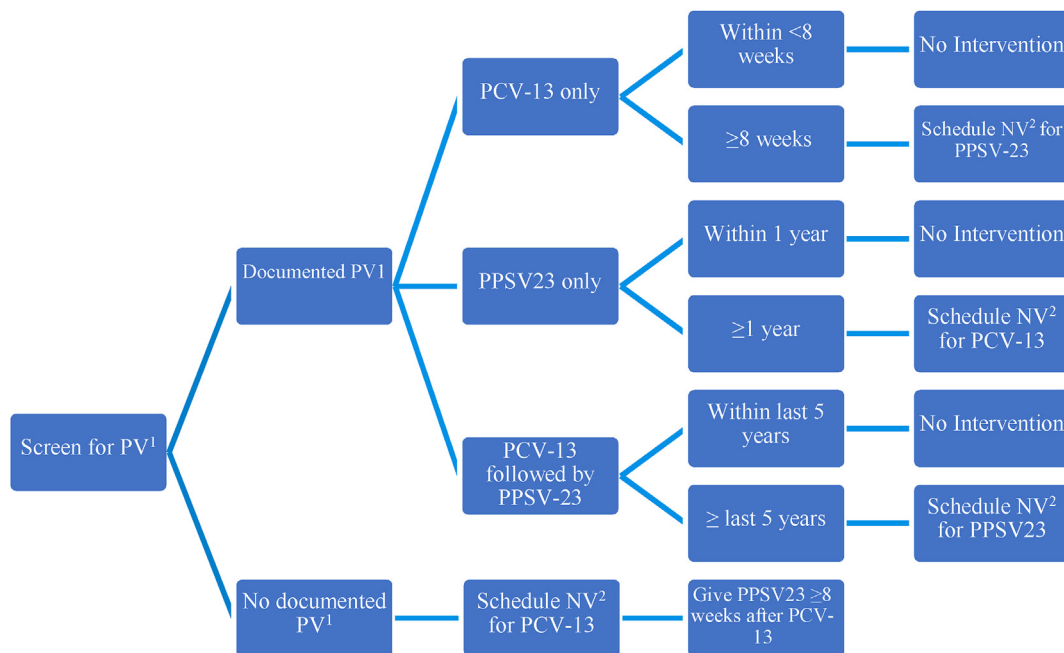 Within <8
weeks
No Intervention
PCV-13 only
≥8 weeks
Schedule NV² for
PPSV-23
Within 1 year
No Intervention
Documented PV1
PPSV23 only
≥1 year
Schedule NV²
for PCV-13
Within last 5
years
No Intervention
Screen for PV¹
PCV-13
followed by
PPSV-23
≥ last 5 years
Schedule NV²
for PPSV23
No documented
PV¹
Schedule NV²
for PCV-13
Give PPSV23 ≥8
weeks after PCV-
13